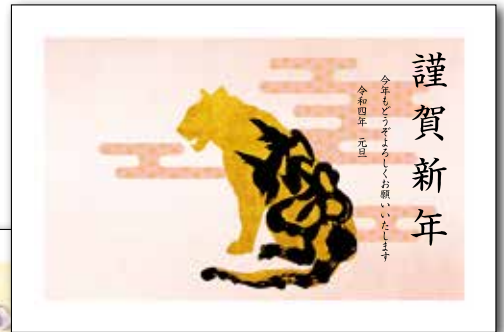 謹賀新年
今年もどうぞよろしくお願いいたします
令和四年 元旦